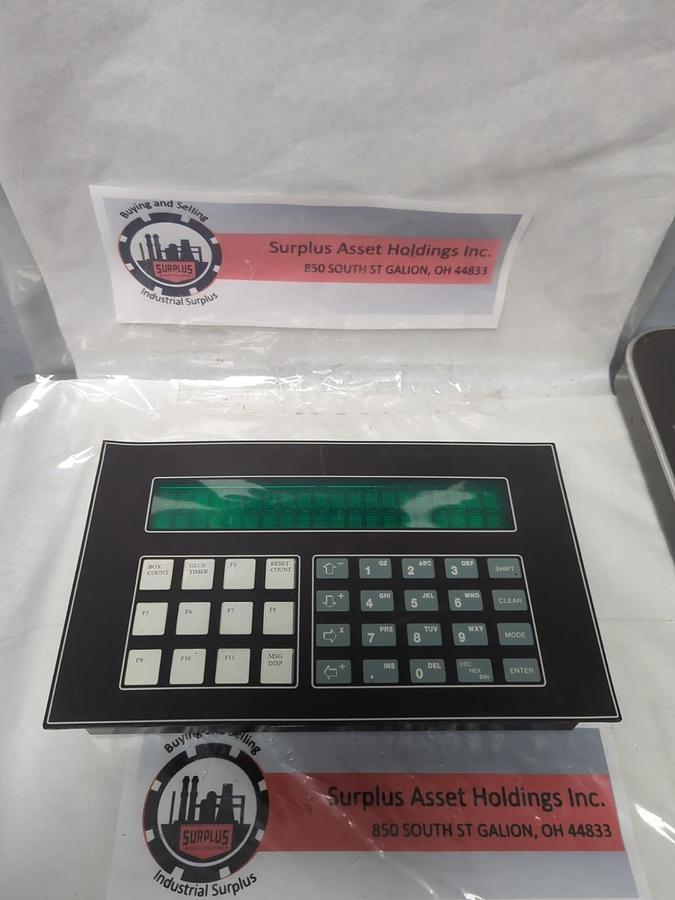 Buying and Selling
SURPLUS
Industrial Surplus
Surplus Asset Holdings Inc.
850 SOUTH ST GALION, OH 44833
BOX COUNT
GLUE TIMER
F3
RESET COUNT
F5
F6
F7
F8
F9
F10
F11
MSG DISP
- 1 QZ 2 ABC 3 DEF SHIFT
+ 4 GHI 5 JKL 6 MNO CLEAR
X 7 PRS 8 TUV 9 WXY MODE
÷ . INS 0 DEL DEC HEX BIN ENTER
Buying and Selling
SURPLUS
Industrial Surplus
Surplus Asset Holdings Inc.
850 SOUTH ST GALION, OH 44833